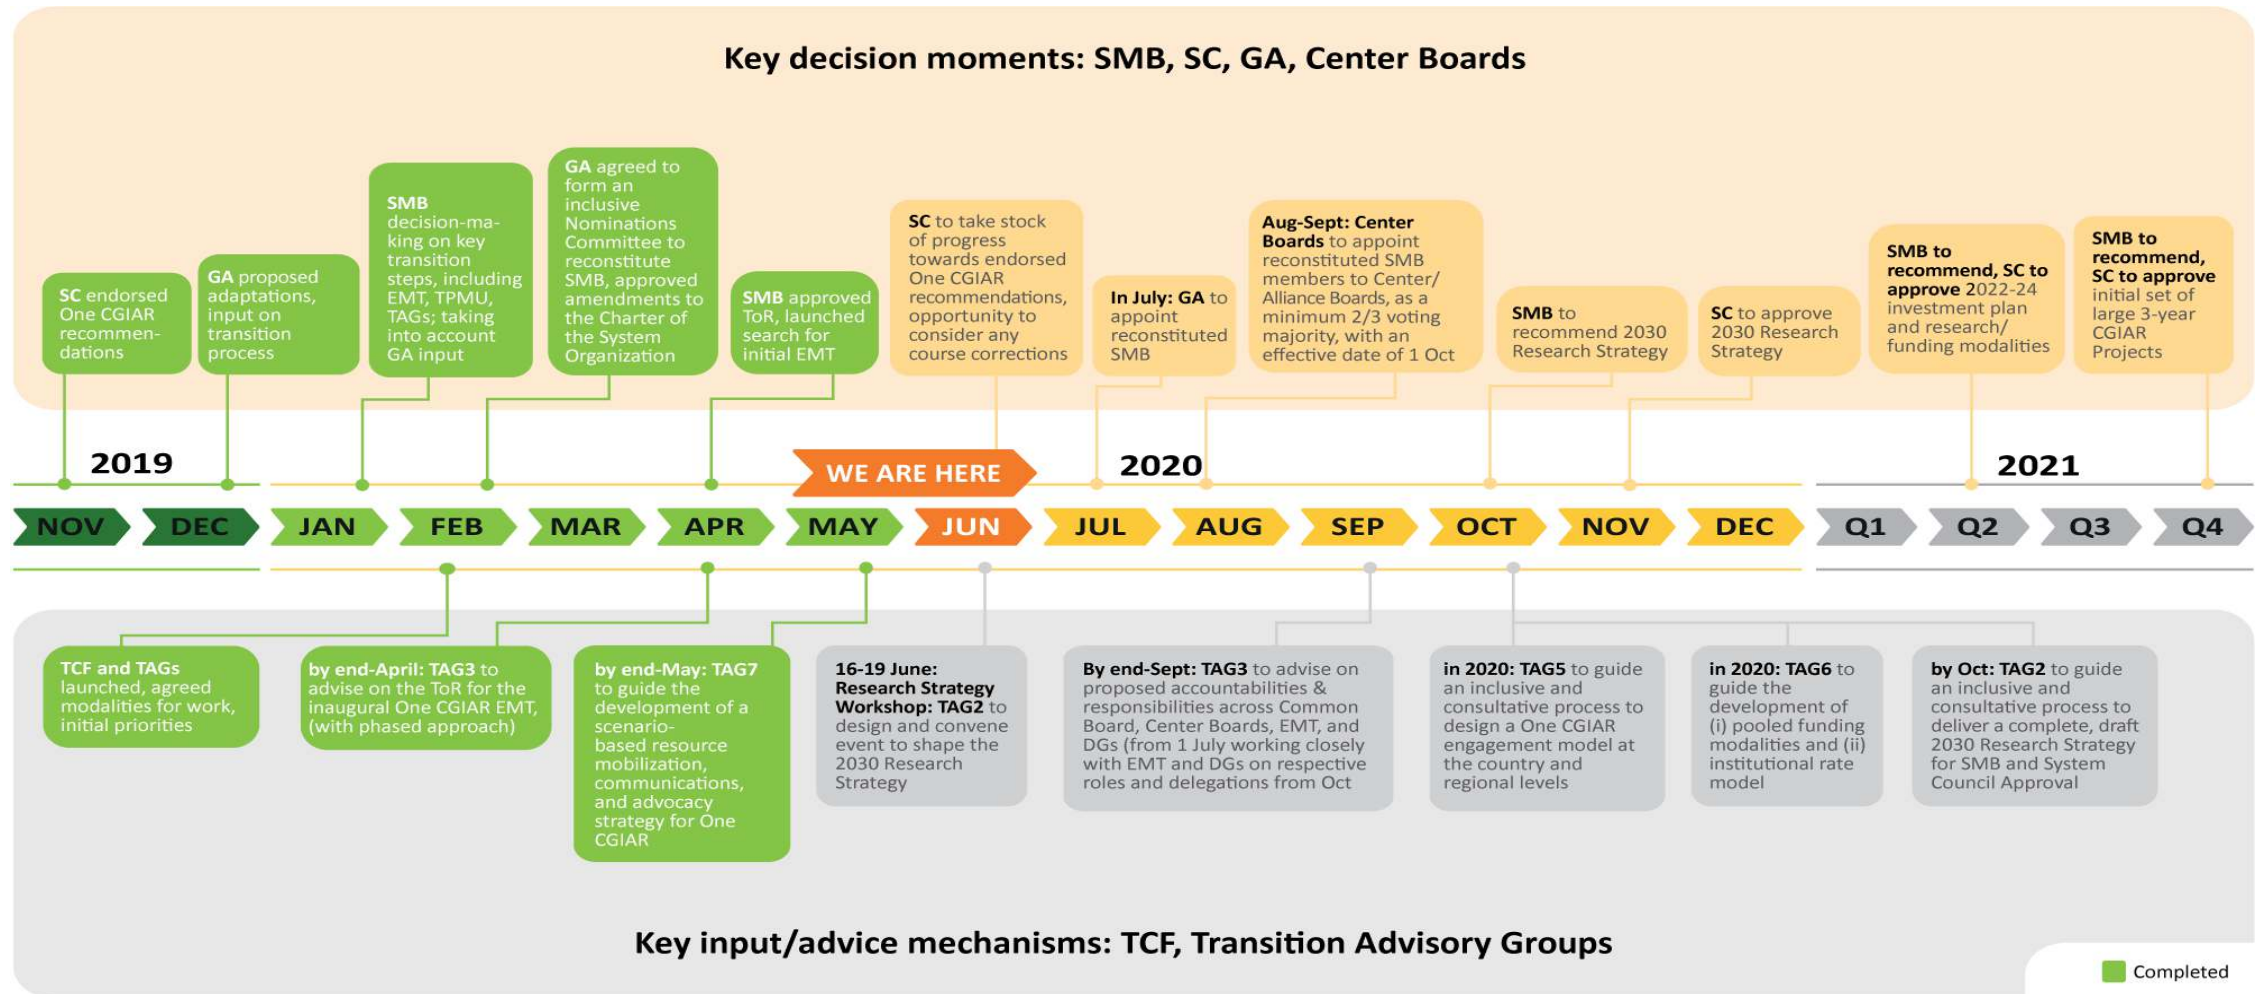 Key decision moments: SMB, SC, GA, Center Boards
SC endorsed
One CGIAR
recommen-
dations
GA proposed
adaptations,
input on
transition
process
SMB
decision-ma-
king on key
transition
steps, including
EMT, TPMU,
TAGs; taking
into account
GA input
GA agreed to
form an
inclusive
Nominations
Committee to
reconstitute
SMB, approved
amendments to
the Charter of
the System
Organization
SMB approved
ToR, launched
search for
initial EMT
SC to take stock
of progress
towards endorsed
One CGIAR
recommendations,
opportunity to
consider any
course corrections
In July: GA to
appoint
reconstituted
SMB
Aug-Sept: Center
Boards to appoint
reconstituted SMB
members to Center/
Alliance Boards, as a
minimum 2/3 voting
majority, with an
effective date of 1 Oct
SMB to
recommend 2030
Research Strategy
SC to approve
2030 Research
Strategy
SMB to
recommend, SC to
approve 2022-24
investment plan
and research/
funding modalities
SMB to
recommend,
SC to approve
initial set of
large 3-year
CGIAR
Projects
2019
WE ARE HERE
2020
2021
NOV
DEC
JAN
FEB
MAR
APR
MAY
JUN
JUL
AUG
SEP
OCT
NOV
DEC
Q1
Q2
Q3
Q4
TCF and TAGs
launched, agreed
modalities for work,
initial priorities
by end-April: TAG3 to
advise on the ToR for the
inaugural One CGIAR EMT,
(with phased approach)
by end-May: TAG7
to guide the
development of a
scenario-
based resource
mobilization,
communications,
and advocacy
strategy for One
CGIAR
16-19 June:
Research Strategy
Workshop: TAG2 to
design and convene
event to shape the
2030 Research
Strategy
By end-Sept: TAG3 to advise on
proposed accountabilities &
responsibilities across Common
Board, Center Boards, EMT, and
DGs (from 1 July working closely
with EMT and DGs on respective
roles and delegations from Oct
in 2020: TAG5 to guide
an inclusive and
consultative process to
design a One CGIAR
engagement model at
the country and
regional levels
in 2020: TAG6 to
guide the
development of
(i) pooled funding
modalities and (ii)
institutional rate
model
by Oct: TAG2 to guide
an inclusive and
consultative process to
deliver a complete, draft
2030 Research Strategy
for SMB and System
Council Approval
Key input/advice mechanisms: TCF, Transition Advisory Groups
Completed